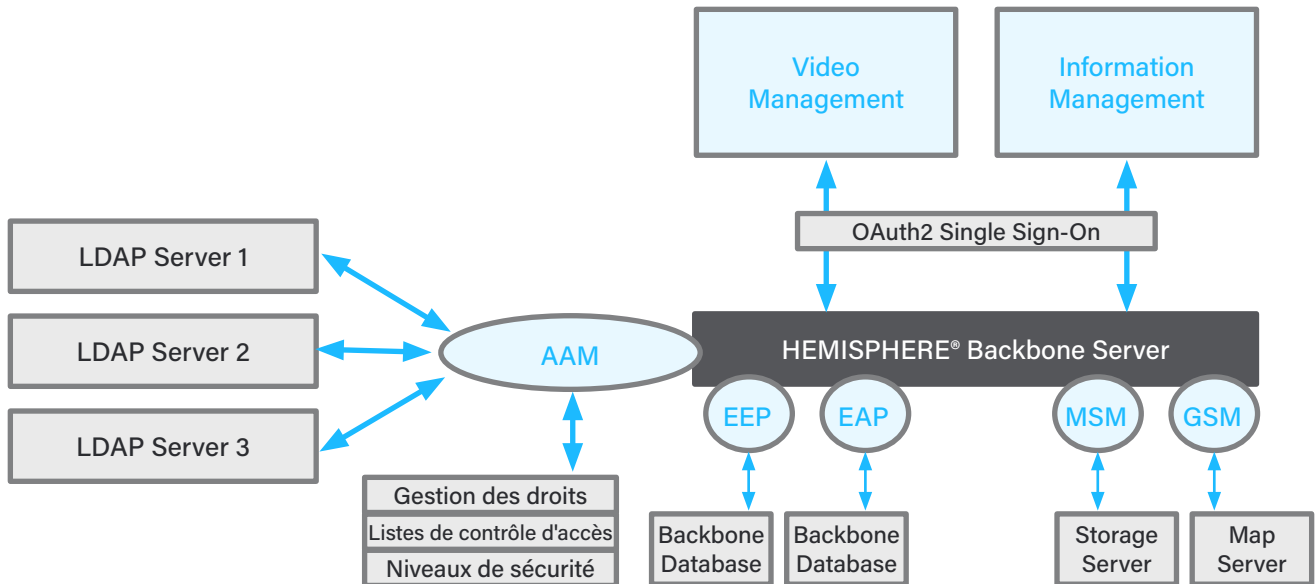 Video
Management
Information
Management
OAuth2 Single Sign-On
LDAP Server 1
LDAP Server 2
LDAP Server 3
AAM
HEMISPHERE® Backbone Server
EEP
EAP
MSM
GSM
Gestion des droits
Listes de contrôle d'accès
Niveaux de sécurité
Backbone
Database
Backbone
Database
Storage
Server
Map
Server